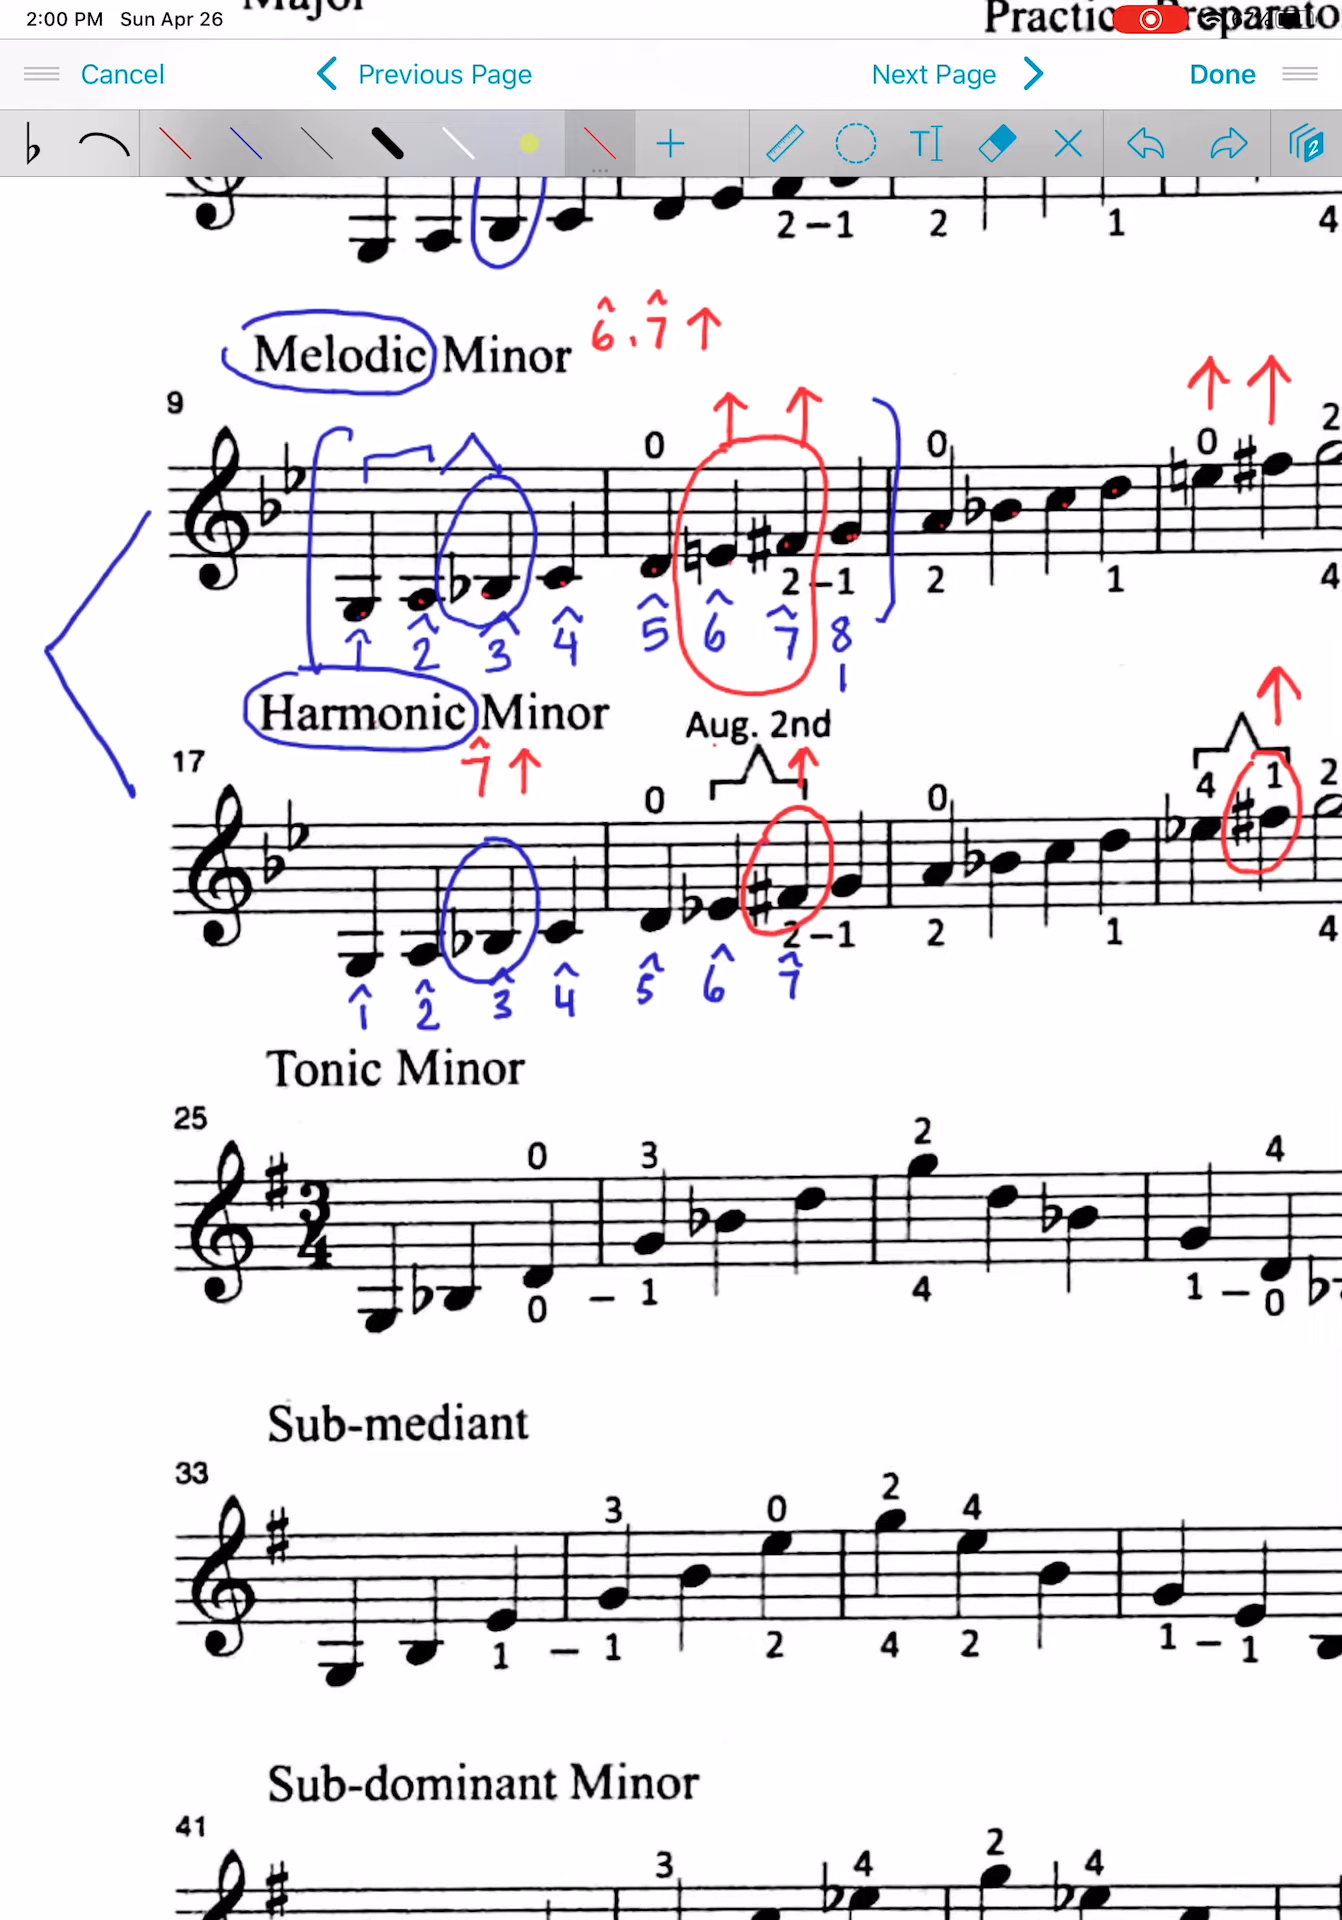 2:00 PM Sun Apr 26
Cancel Previous Page Next Page Done
2 – 1 2 1 4
Melodic Minor 6̂, 7̂ ↑
9
0 0 0 2
2 – 1 2 1 4
1̂ 2̂ 3̂ 4̂ 5̂ 6̂ 7̂ 8
1
Harmonic Minor
7̂ ↑
Aug. 2nd
17
0 0 4 1 2
2 – 1 2 1 4
1̂ 2̂ 3̂ 4̂ 5̂ 6̂ 7̂
Tonic Minor
25
0 3 2 4
3
4
0 – 1 4 1 – 0
Sub-mediant
33
3 0 2 4
1 – 1 2 4 2 1 – 1
Sub-dominant Minor
41
3 4 2 4